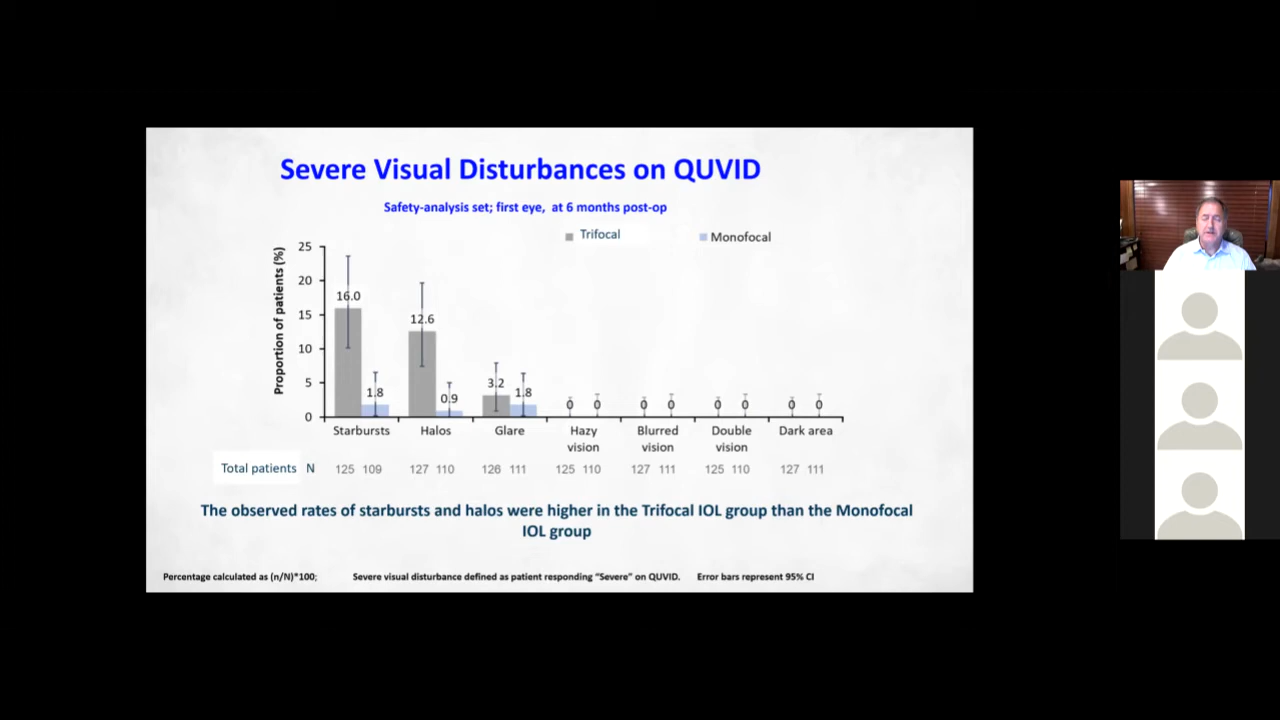 Severe Visual Disturbances on QUVID
Safety-analysis set; first eye, at 6 months post-op
Trifocal Monofocal
Proportion of patients (%)
25
20
15
10
5
0
16.0 1.8 12.6 0.9 3.2 1.8 0 0 0 0 0 0 0 0
Starbursts Halos Glare Hazy Blurred Double Dark area
vision vision vision
Total patients N 125 109 127 110 126 111 125 110 127 111 125 110 127 111
The observed rates of starbursts and halos were higher in the Trifocal IOL group than the Monofocal
IOL group
Percentage calculated as (n/N)*100; Severe visual disturbance defined as patient responding “Severe” on QUVID. Error bars represent 95% CI